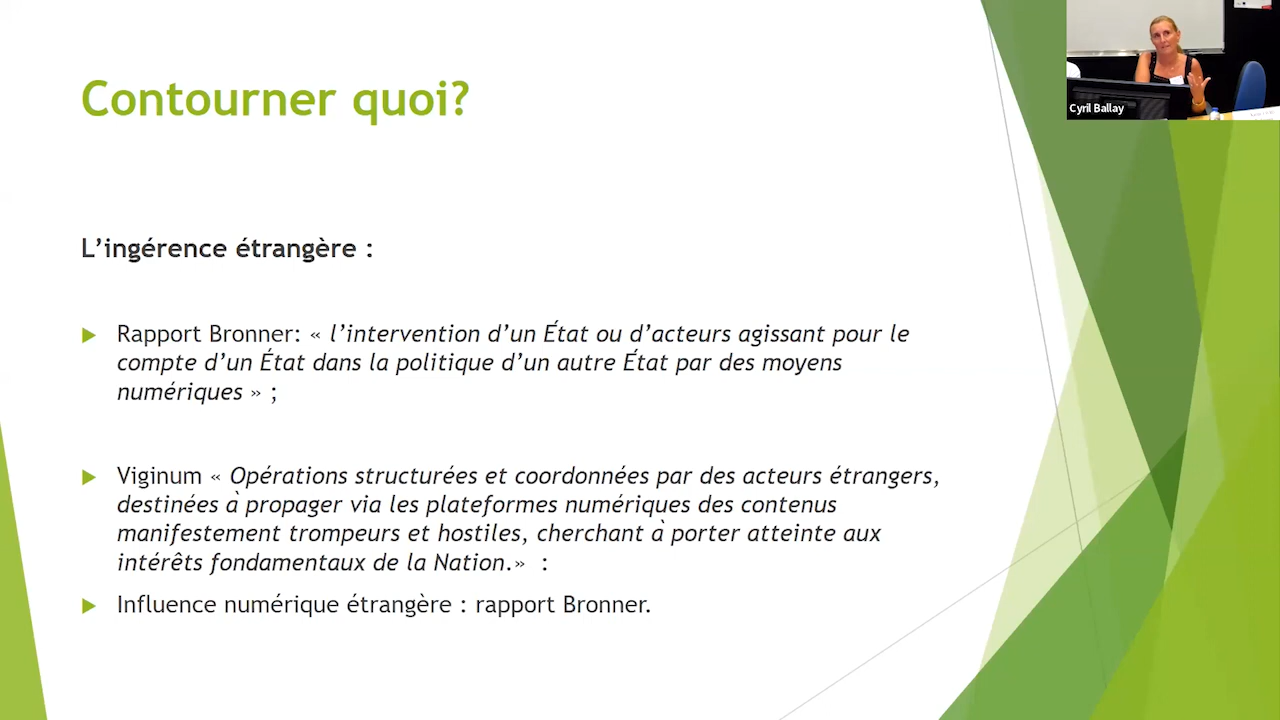 Contourner quoi?
Cyril Ballay
L’ingérence étrangère :
Rapport Bronner: « l’intervention d’un État ou d’acteurs agissant pour le
compte d’un État dans la politique d’un autre État par des moyens
numériques » ;
Viginum « Opérations structurées et coordonnées par des acteurs étrangers,
destinées à propager via les plateformes numériques des contenus
manifestement trompeurs et hostiles, cherchant à porter atteinte aux
intérêts fondamentaux de la Nation.» :
Influence numérique étrangère : rapport Bronner.